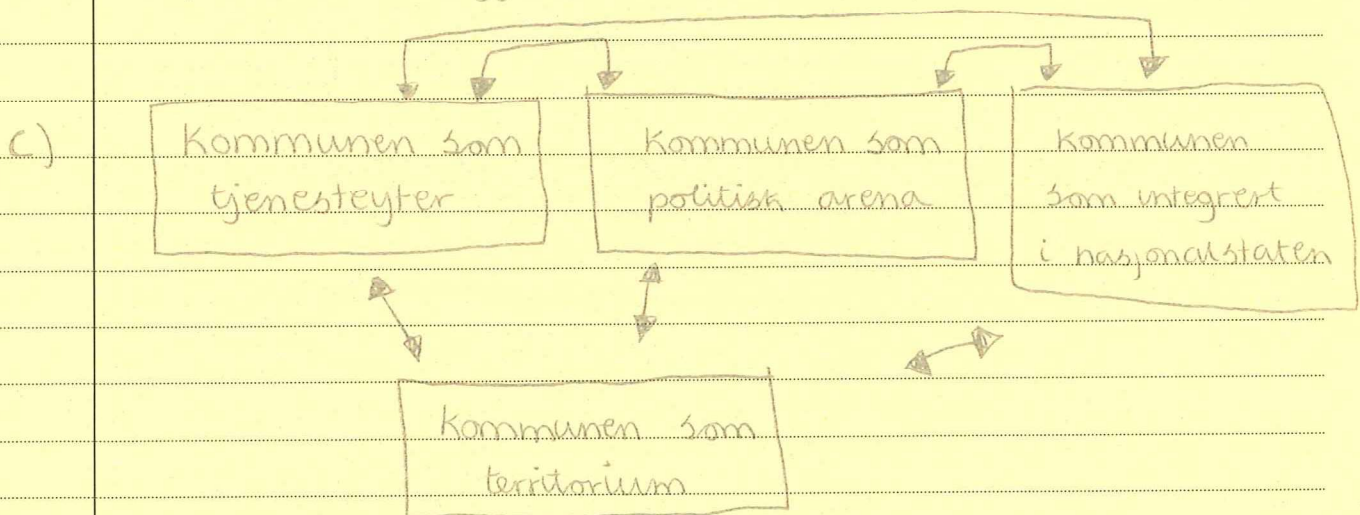 c)
Kommunen som
tjenesteyter
Kommunen som
politisk arena
Kommunen
som integrert
i nasjonalstaten
Kommunen som
territorium